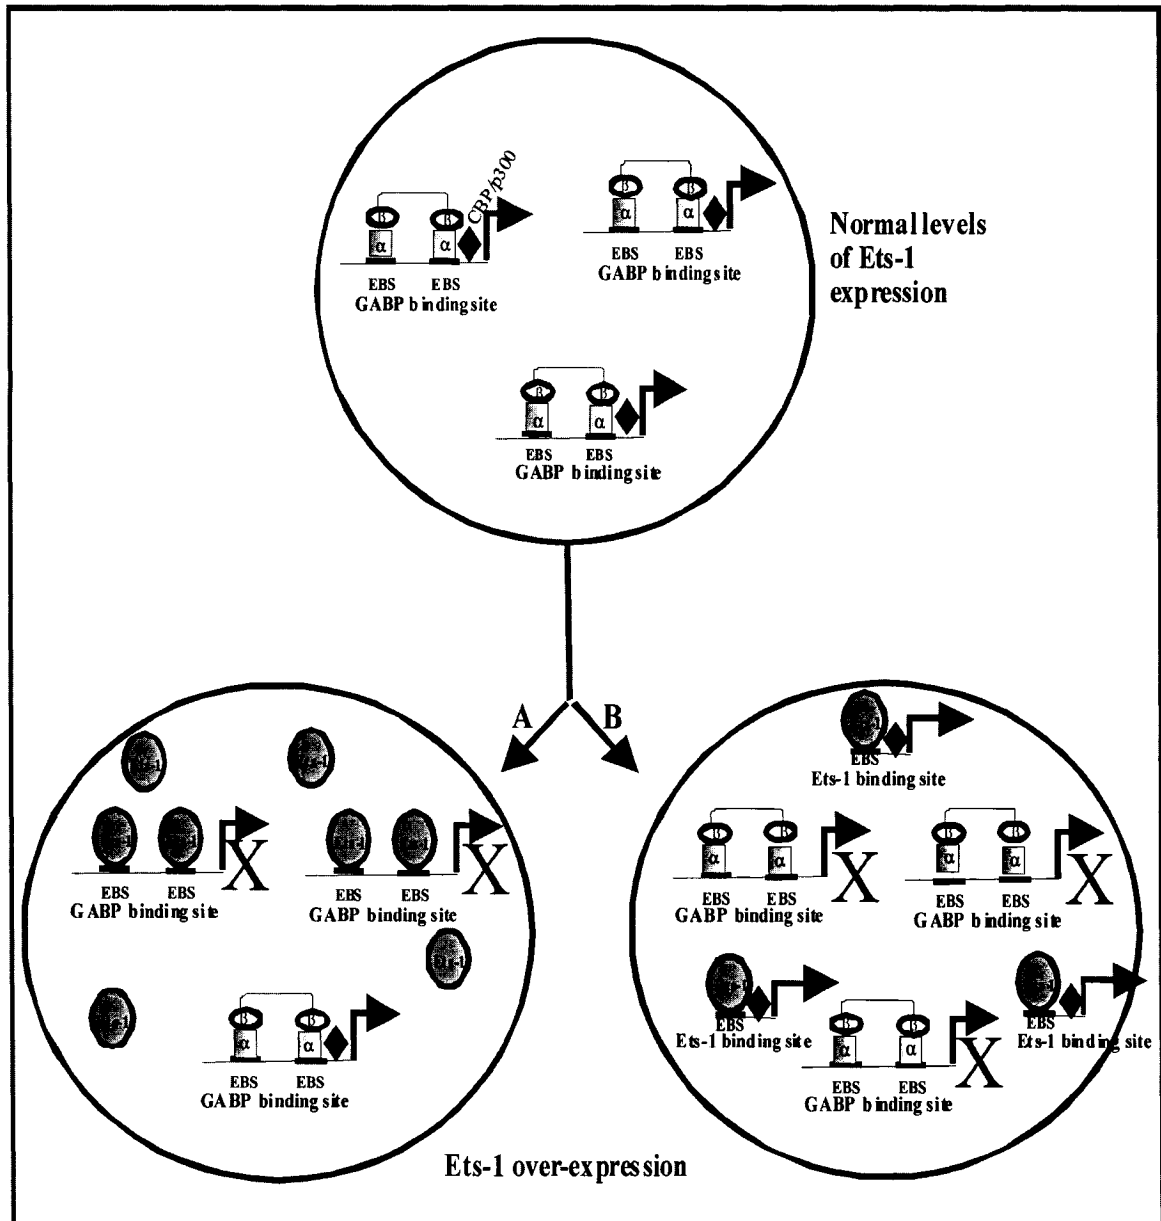 CBP/p300
β
β
α
α
EBS
EBS
GABP binding site
β
β
α
α
EBS
EBS
GABP binding site
Normal levels
of Ets-1
expression
β
β
α
α
EBS
EBS
GABP binding site
A
B
X
EBS
EBS
GABP binding site
X
EBS
EBS
GABP binding site
β
β
α
α
EBS
EBS
GABP binding site
EBS
Ets-1 binding site
β
β
α
α
X
EBS
EBS
GABP binding site
β
β
α
α
X
EBS
EBS
GABP binding site
EBS
Ets-1 binding site
β
β
α
α
X
EBS
EBS
GABP binding site
EBS
Ets-1 binding site
Ets-1 over-expression